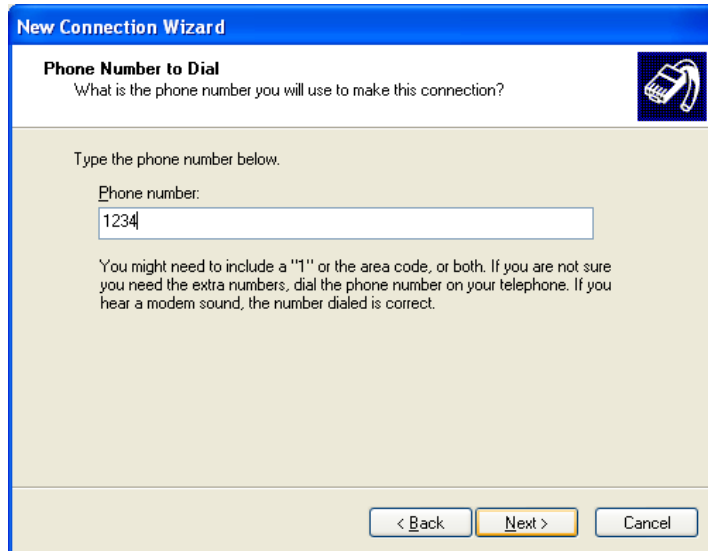 New Connection Wizard
Phone Number to Dial
What is the phone number you will use to make this connection?
Type the phone number below.
Phone number:
1234
You might need to include a "1" or the area code, or both. If you are not sure
you need the extra numbers, dial the phone number on your telephone. If you
hear a modem sound, the number dialed is correct.
< Back Next > Cancel